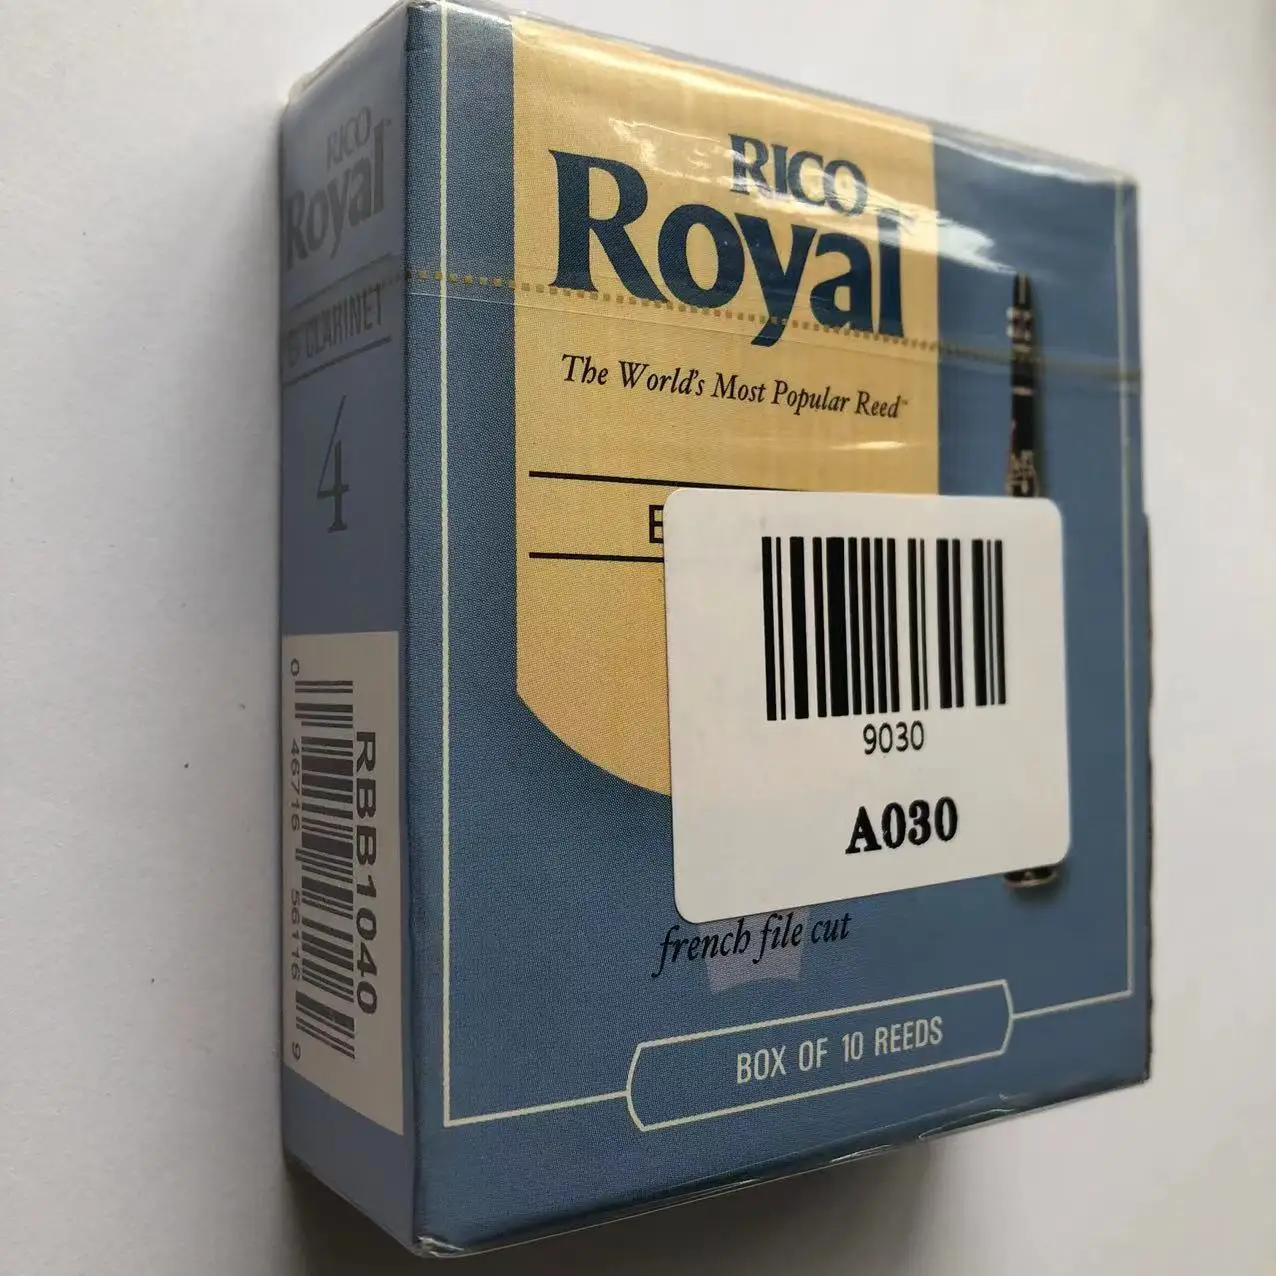 RICO
Royal™
B♭ CLARINET
4
RBB1040
0 46716 56116 9
RICO
Royal
The World's Most Popular Reed™
9030
A030
french file cut
BOX OF 10 REEDS